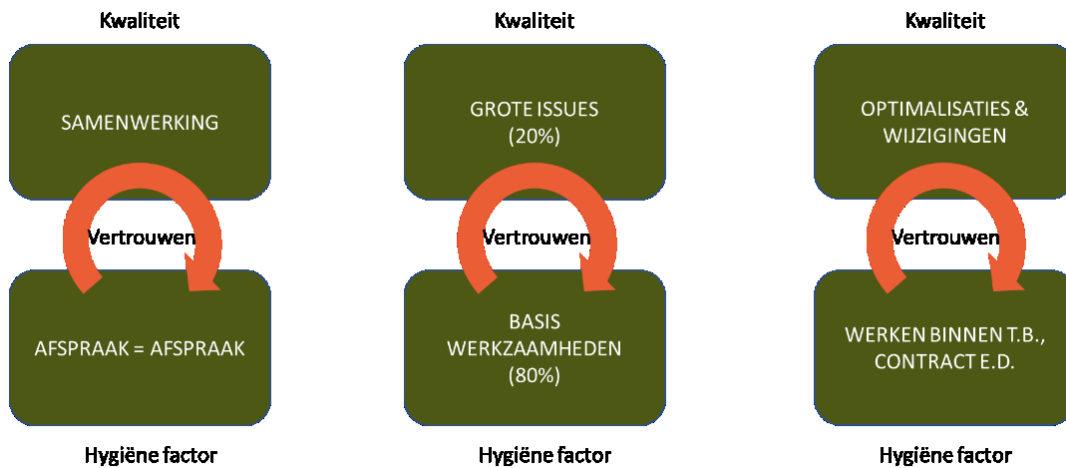 Kwaliteit
SAMENWERKING
Vertrouwen
AFSPRAAK = AFSPRAAK
Hygiëne factor
Kwaliteit
GROTE ISSUES
(20%)
Vertrouwen
BASIS
WERKZAAMHEDEN
(80%)
Hygiëne factor
Kwaliteit
OPTIMALISATIES &
WIJZIGINGEN
Vertrouwen
WERKEN BINNEN T.B.,
CONTRACT E.D.
Hygiëne factor